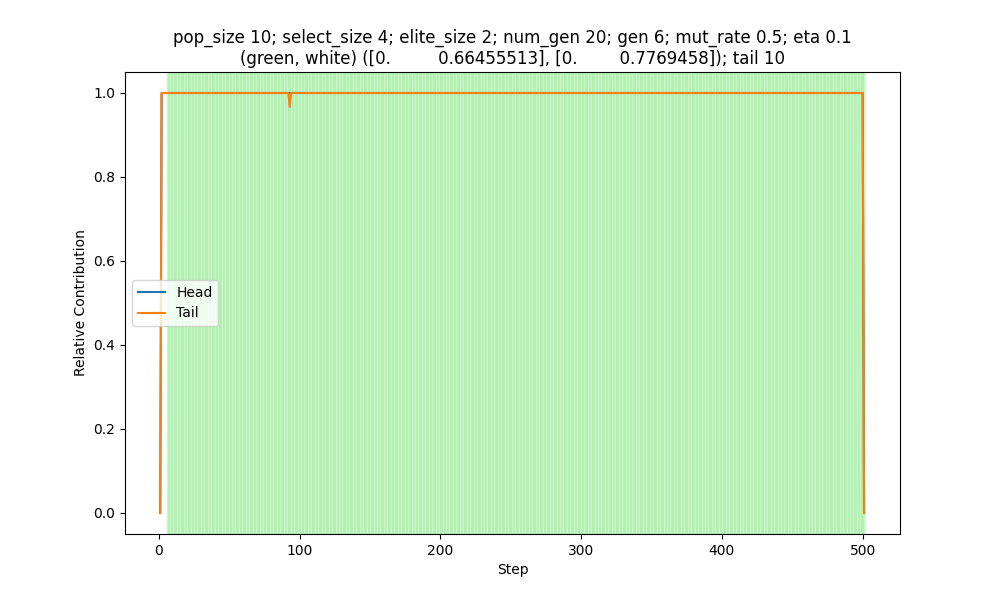 pop_size 10; select_size 4; elite_size 2; num_gen 20; gen 6; mut_rate 0.5; eta 0.1
(green, white) ([0.         0.66455513], [0.        0.7769458]); tail 10
1.0
0.8
0.6
0.4
0.2
0.0
Relative Contribution
Head
Tail
0
100
200
300
400
500
Step